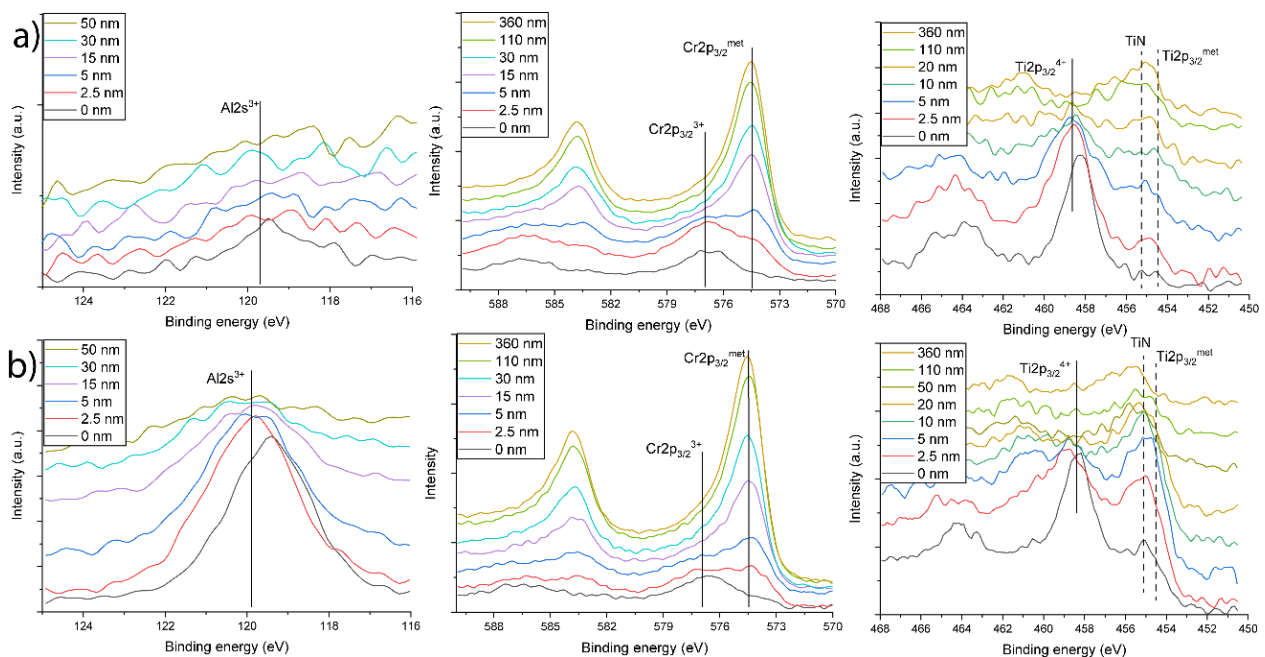 a)
50 nm
30 nm
15 nm
5 nm
2.5 nm
0 nm
Al2s³⁺
Intensity (a.u.)
124 122 120 118 116
Binding energy (eV)
360 nm
110 nm
30 nm
15 nm
5 nm
2.5 nm
0 nm
Cr2p₃/₂ᵐᵉᵗ
Cr2p₃/₂³⁺
Intensity (a.u.)
588 585 582 579 576 573 570
Binding energy (eV)
360 nm
110 nm
20 nm
10 nm
5 nm
2.5 nm
0 nm
Ti2p₃/₂⁴⁺
TiN
Ti2p₃/₂ᵐᵉᵗ
Intensity (a.u.)
468 466 464 462 460 458 456 454 452 450
Binding energy (eV)
b)
50 nm
30 nm
15 nm
5 nm
2.5 nm
0 nm
Al2s³⁺
Intensity (a.u.)
124 122 120 118 116
Binding energy (eV)
360 nm
110 nm
30 nm
15 nm
5 nm
2.5 nm
0 nm
Cr2p₃/₂ᵐᵉᵗ
Cr2p₃/₂³⁺
Intensity
588 585 582 579 576 573 570
Binding energy (eV)
360 nm
110 nm
50 nm
20 nm
10 nm
5 nm
2.5 nm
0 nm
Ti2p₃/₂⁴⁺
TiN
Ti2p₃/₂ᵐᵉᵗ
Intensity (a.u.)
468 466 464 462 460 458 456 454 452 450
Binding energy (eV)